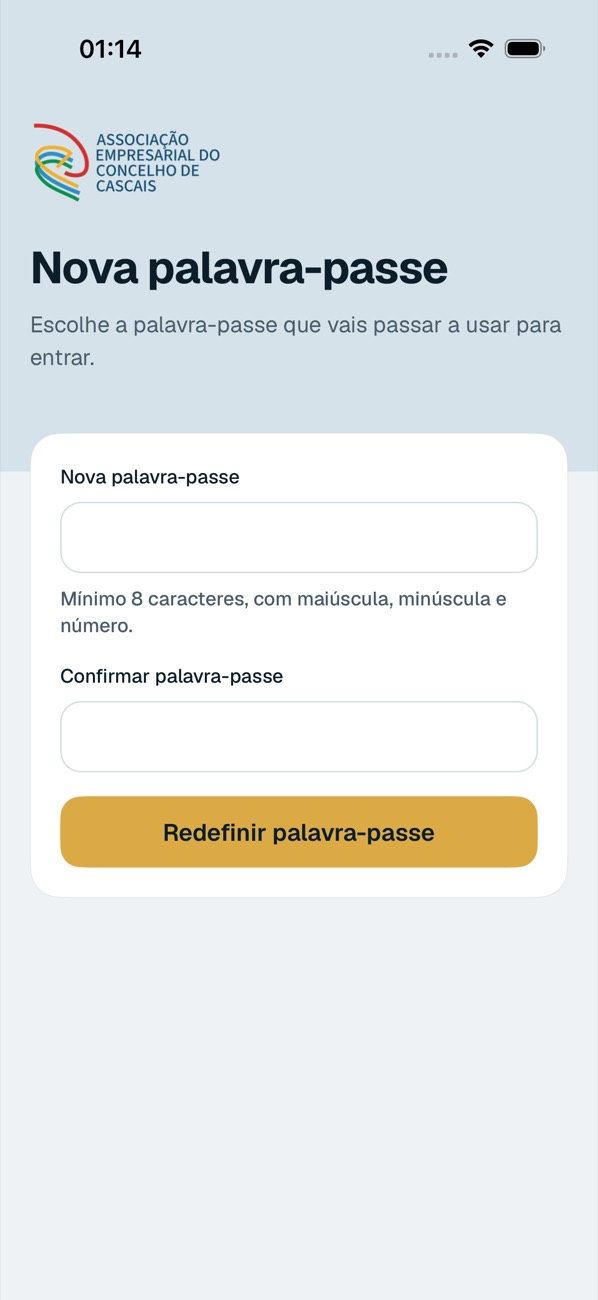 01:14
ASSOCIAÇÃO
EMPRESARIAL DO
CONCELHO DE
CASCAIS
Nova palavra-passe
Escolhe a palavra-passe que vais passar a usar para
entrar.
Nova palavra-passe
Mínimo 8 caracteres, com maiúscula, minúscula e
número.
Confirmar palavra-passe
Redefinir palavra-passe